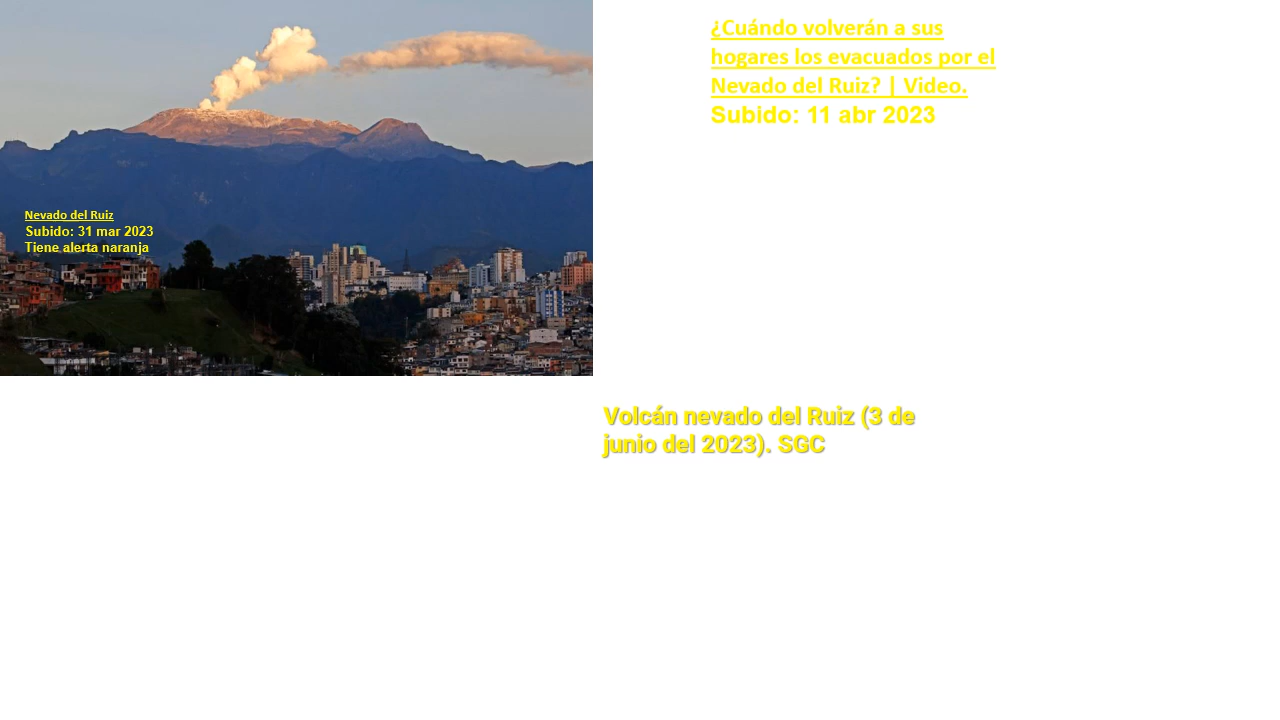 ¿Cuándo volverán a sus
hogares los evacuados por el
Nevado del Ruiz? | Video.
Subido: 11 abr 2023
Nevado del Ruiz
Subido: 31 mar 2023
Tiene alerta naranja
Volcán nevado del Ruiz (3 de
junio del 2023). SGC